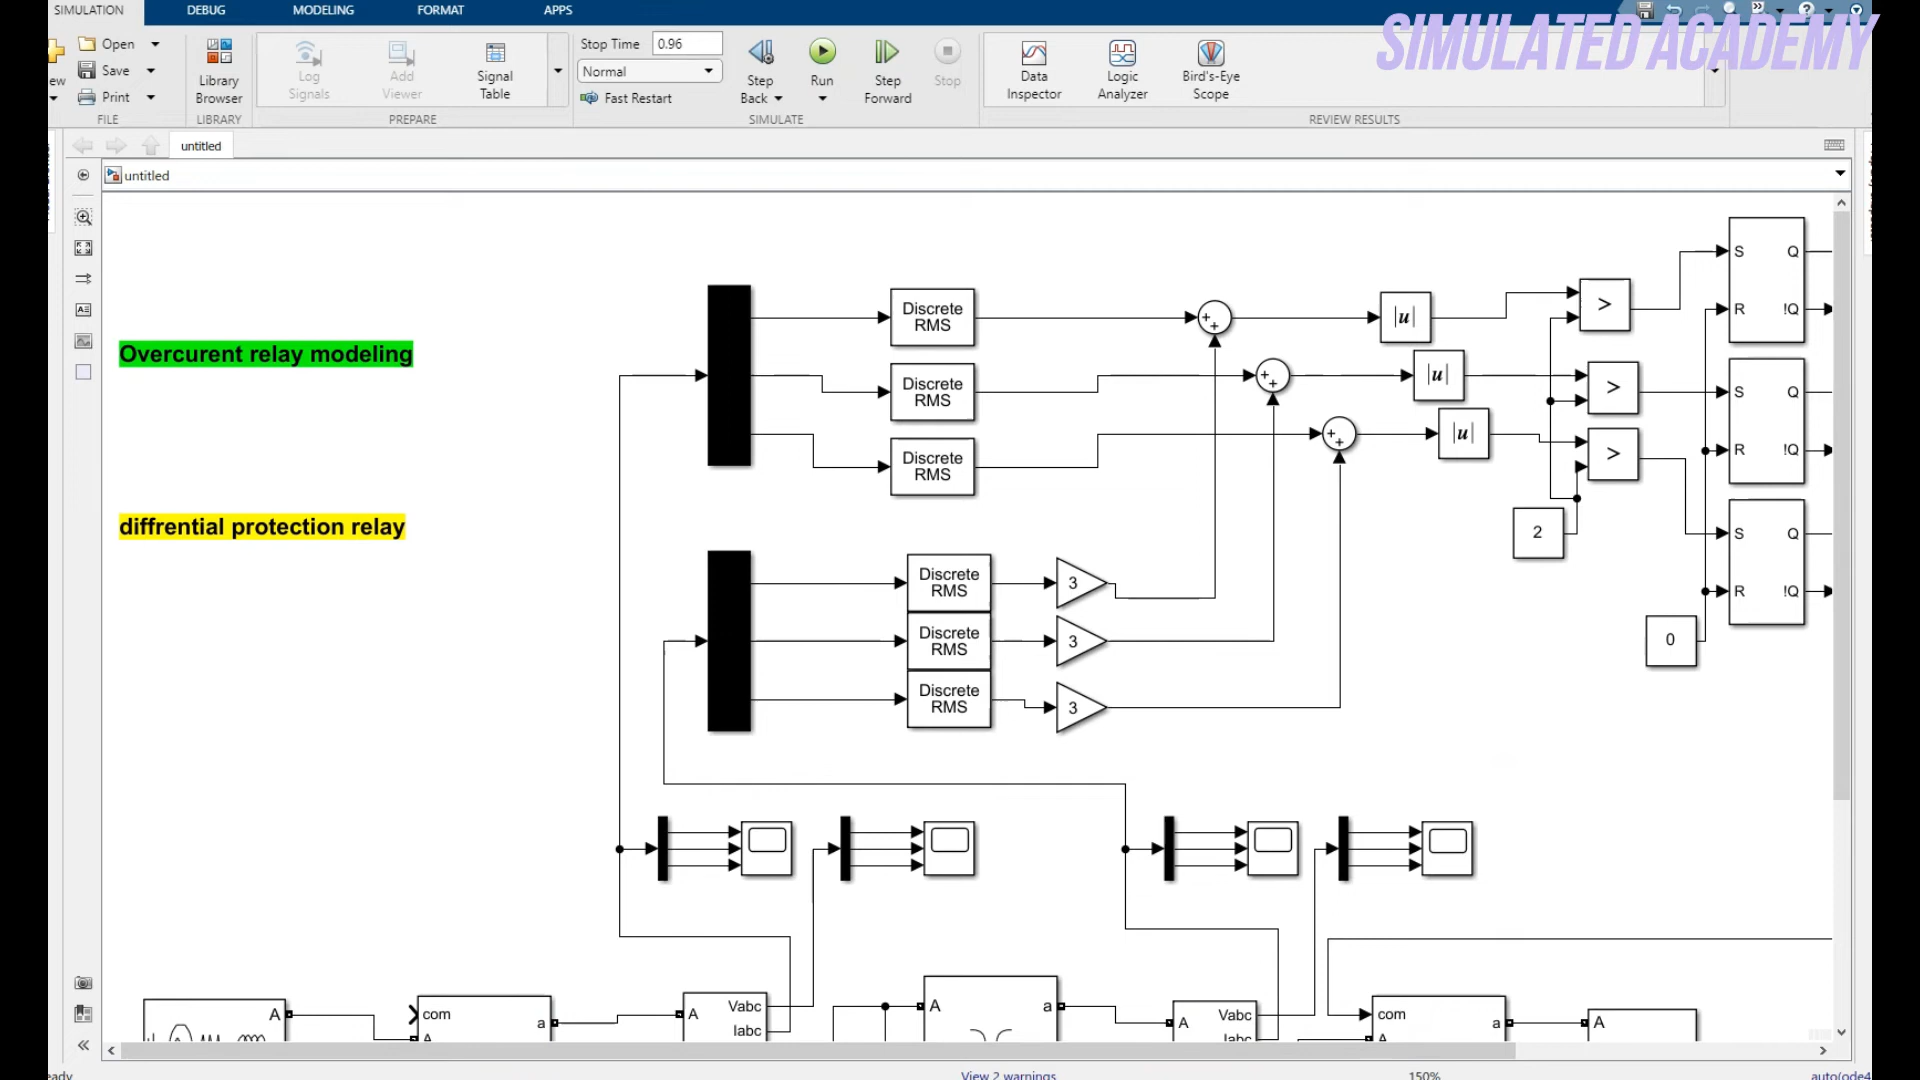 SIMULATION DEBUG MODELING FORMAT APPS
SIMULATED ACADEMY
Open
Save
Print
FILE
Library Browser
LIBRARY
Log Signals
Add Viewer
Signal Table
PREPARE
Stop Time 0.96
Normal
Fast Restart
Step Back
Run
Step Forward
Stop
SIMULATE
Data Inspector
Logic Analyzer
Bird's-Eye Scope
REVIEW RESULTS
untitled
untitled
Overcurent relay modeling
diffrential protection relay
Discrete RMS
Discrete RMS
Discrete RMS
+ +
+ +
+ +
|u|
|u|
|u|
>
>
>
2
0
S Q
R !Q
S Q
R !Q
S Q
R !Q
Discrete RMS
Discrete RMS
Discrete RMS
3
3
3
A
com
a
A
A
Vabc
Iabc
A
a
A
Vabc
com
a
A
A
View 2 warnings
150%
auto(ode4